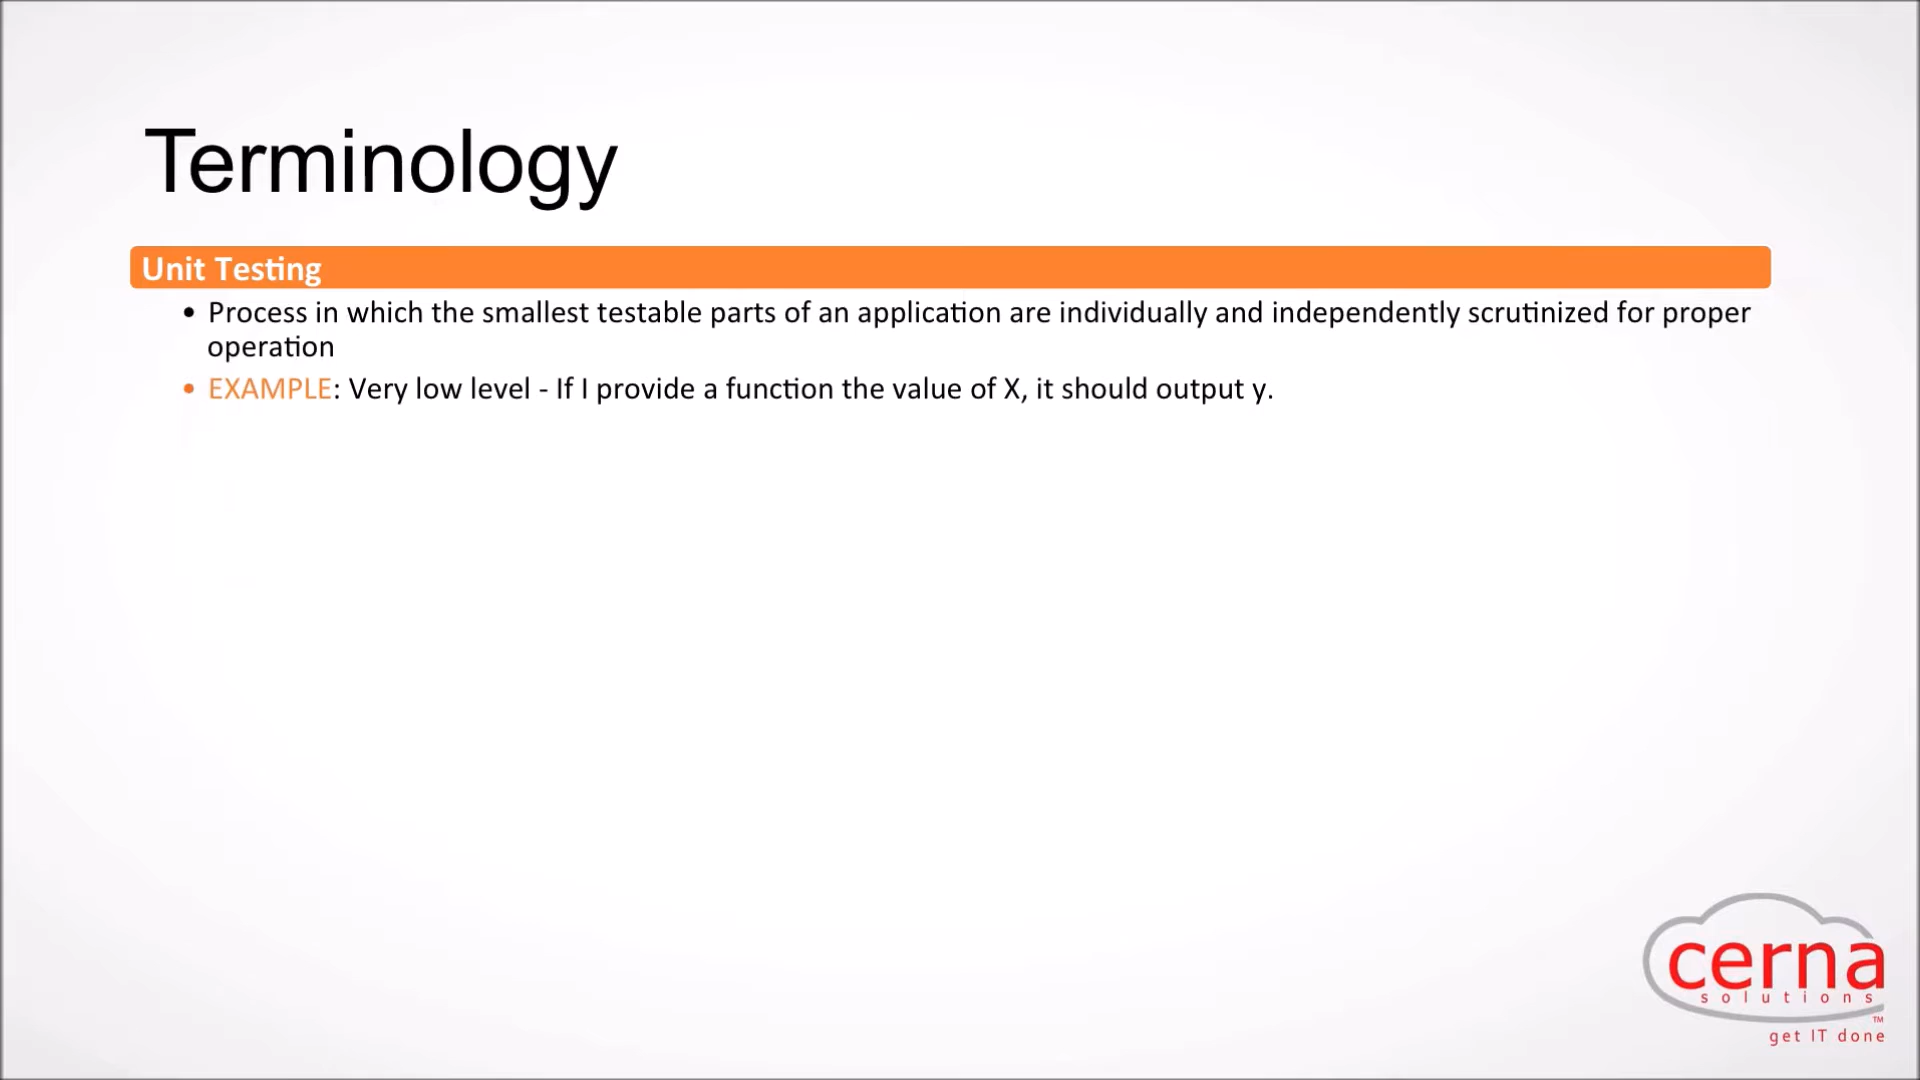 Terminology
Unit Testing
• Process in which the smallest testable parts of an application are individually and independently scrutinized for proper
operation
• EXAMPLE: Very low level - If I provide a function the value of X, it should output y.
cerna
solutions
™
get IT done